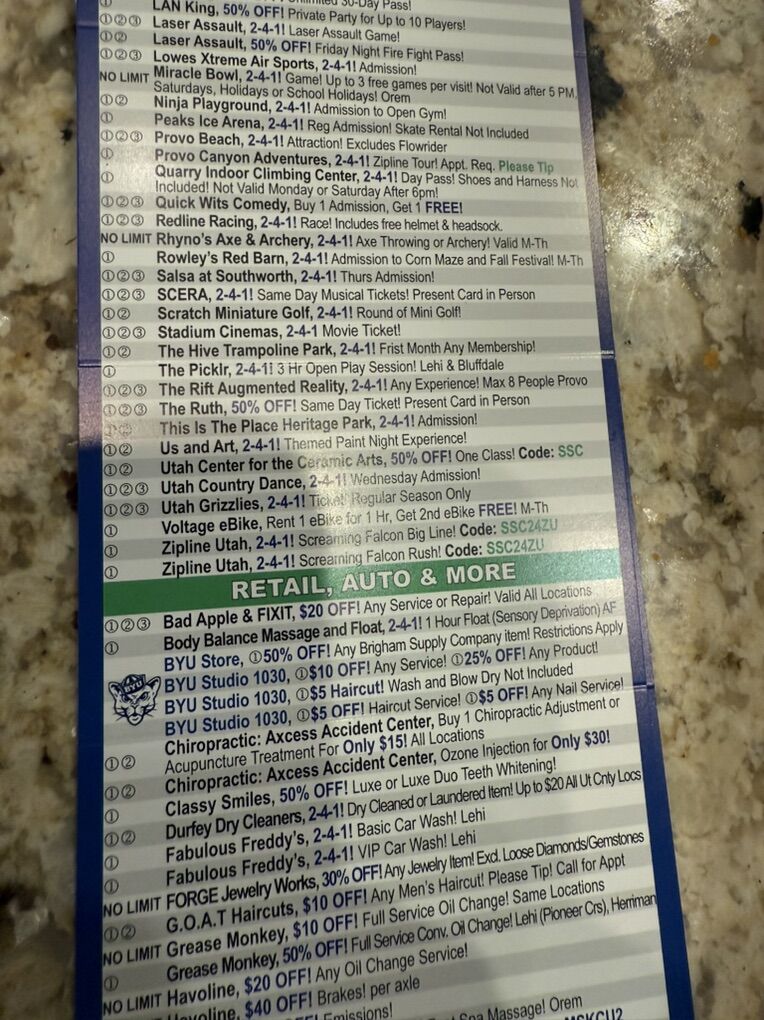 Unlimited 30-Day Pass!
① LAN King, 50% OFF! Private Party for Up to 10 Players!
①②③ Laser Assault, 2-4-1! Laser Assault Game!
① Laser Assault, 50% OFF! Friday Night Fire Fight Pass!
①②③ Lowes Xtreme Air Sports, 2-4-1! Admission!
NO LIMIT Miracle Bowl, 2-4-1! Game! Up to 3 free games per visit! Not Valid after 5 PM,
Saturdays, Holidays or School Holidays! Orem
①② Ninja Playground, 2-4-1! Admission to Open Gym!
① Peaks Ice Arena, 2-4-1! Reg Admission! Skate Rental Not Included
①②③ Provo Beach, 2-4-1! Attraction! Excludes Flowrider
① Provo Canyon Adventures, 2-4-1! Zipline Tour! Appt. Req. Please Tip
① Quarry Indoor Climbing Center, 2-4-1! Day Pass! Shoes and Harness Not
Included! Not Valid Monday or Saturday After 6pm!
①②③ Quick Wits Comedy, Buy 1 Admission, Get 1 FREE!
①②③ Redline Racing, 2-4-1! Race! Includes free helmet & headsock.
NO LIMIT Rhyno's Axe & Archery, 2-4-1! Axe Throwing or Archery! Valid M-Th
① Rowley's Red Barn, 2-4-1! Admission to Corn Maze and Fall Festival! M-Th
①②③ Salsa at Southworth, 2-4-1! Thurs Admission!
①②③ SCERA, 2-4-1! Same Day Musical Tickets! Present Card in Person
①② Scratch Miniature Golf, 2-4-1! Round of Mini Golf!
①②③ Stadium Cinemas, 2-4-1 Movie Ticket!
①② The Hive Trampoline Park, 2-4-1! Frist Month Any Membership!
① The Picklr, 2-4-1! 3 Hr Open Play Session! Lehi & Bluffdale
①②③ The Rift Augmented Reality, 2-4-1! Any Experience! Max 8 People Provo
①②③ The Ruth, 50% OFF! Same Day Ticket! Present Card in Person
①② This Is The Place Heritage Park, 2-4-1! Admission!
①② Us and Art, 2-4-1! Themed Paint Night Experience!
①② Utah Center for the Ceramic Arts, 50% OFF! One Class! Code: SSC
①②③ Utah Country Dance, 2-4-1! Wednesday Admission!
①②③ Utah Grizzlies, 2-4-1! Ticket! Regular Season Only
① Voltage eBike, Rent 1 eBike for 1 Hr, Get 2nd eBike FREE! M-Th
① Zipline Utah, 2-4-1! Screaming Falcon Big Line! Code: SSC24ZU
① Zipline Utah, 2-4-1! Screaming Falcon Rush! Code: SSC24ZU
RETAIL, AUTO & MORE
①②③ Bad Apple & FIXIT, $20 OFF! Any Service or Repair! Valid All Locations
① Body Balance Massage and Float, 2-4-1! 1 Hour Float (Sensory Deprivation) AF
BYU Store, ①50% OFF! Any Brigham Supply Company item! Restrictions Apply
BYU Studio 1030, ①$10 OFF! Any Service! ①25% OFF! Any Product!
BYU Studio 1030, ①$5 Haircut! Wash and Blow Dry Not Included
BYU Studio 1030, ①$5 OFF! Haircut Service! ①$5 OFF! Any Nail Service!
①② Chiropractic: Axcess Accident Center, Buy 1 Chiropractic Adjustment or
Acupuncture Treatment For Only $15! All Locations
①② Chiropractic: Axcess Accident Center, Ozone Injection for Only $30!
① Classy Smiles, 50% OFF! Luxe or Luxe Duo Teeth Whitening!
①② Durfey Dry Cleaners, 2-4-1! Dry Cleaned or Laundered Item! Up to $20 All Ut Cnty Locs
① Fabulous Freddy's, 2-4-1! Basic Car Wash! Lehi
① Fabulous Freddy's, 2-4-1! VIP Car Wash! Lehi
NO LIMIT FORGE Jewelry Works, 30% OFF! Any Jewelry Item! Excl. Loose Diamonds/Gemstones
①② G.O.A.T Haircuts, $10 OFF! Any Men's Haircut! Please Tip! Call for Appt
NO LIMIT Grease Monkey, $10 OFF! Full Service Oil Change! Same Locations
① Grease Monkey, 50% OFF! Full Service Conv. Oil Change! Lehi (Pioneer Crs), Herriman
NO LIMIT Havoline, $20 OFF! Any Oil Change Service!
Havoline, $40 OFF! Brakes! per axle
OFF! Emissions!
Spa Massage! Orem